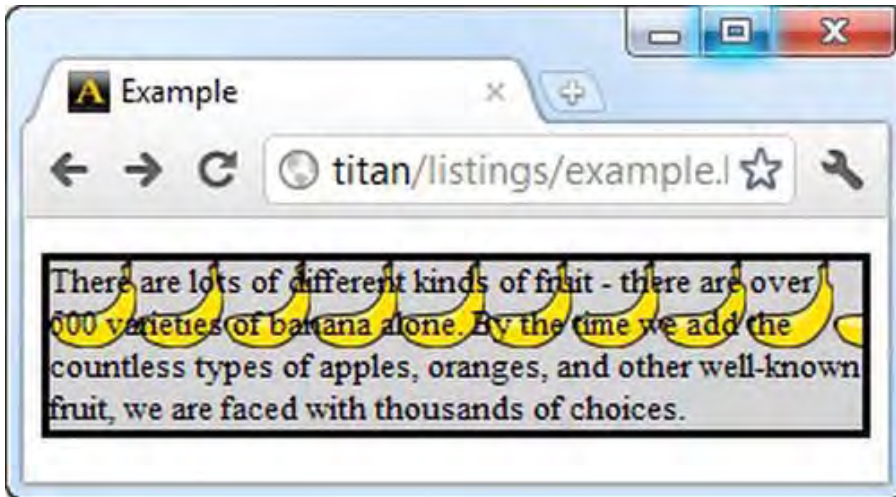 A Example
titan/listings/example.
There are lots of different kinds of fruit - there are over
600 varieties of banana alone. By the time we add the
countless types of apples, oranges, and other well-known
fruit, we are faced with thousands of choices.